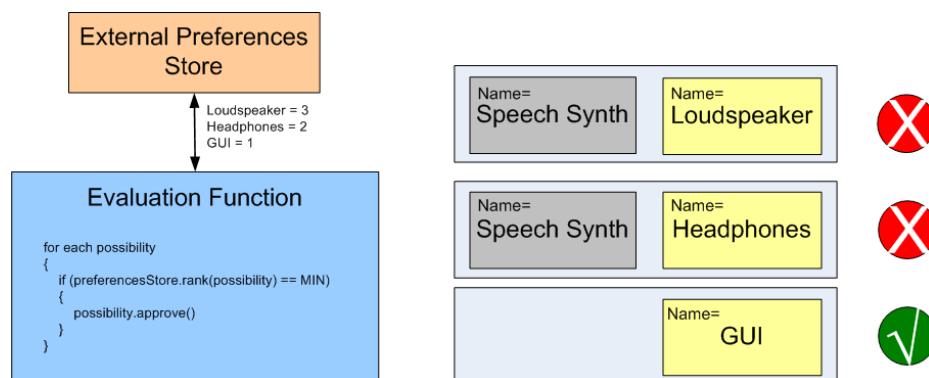 External Preferences
Store
Loudspeaker = 3
Headphones = 2
GUI = 1
Evaluation Function
for each possibility
{
if (preferencesStore.rank(possibility) == MIN)
{
possibility.approve()
}
}
Name=
Speech Synth
Name=
Loudspeaker
X
Name=
Speech Synth
Name=
Headphones
X
Name=
GUI
√